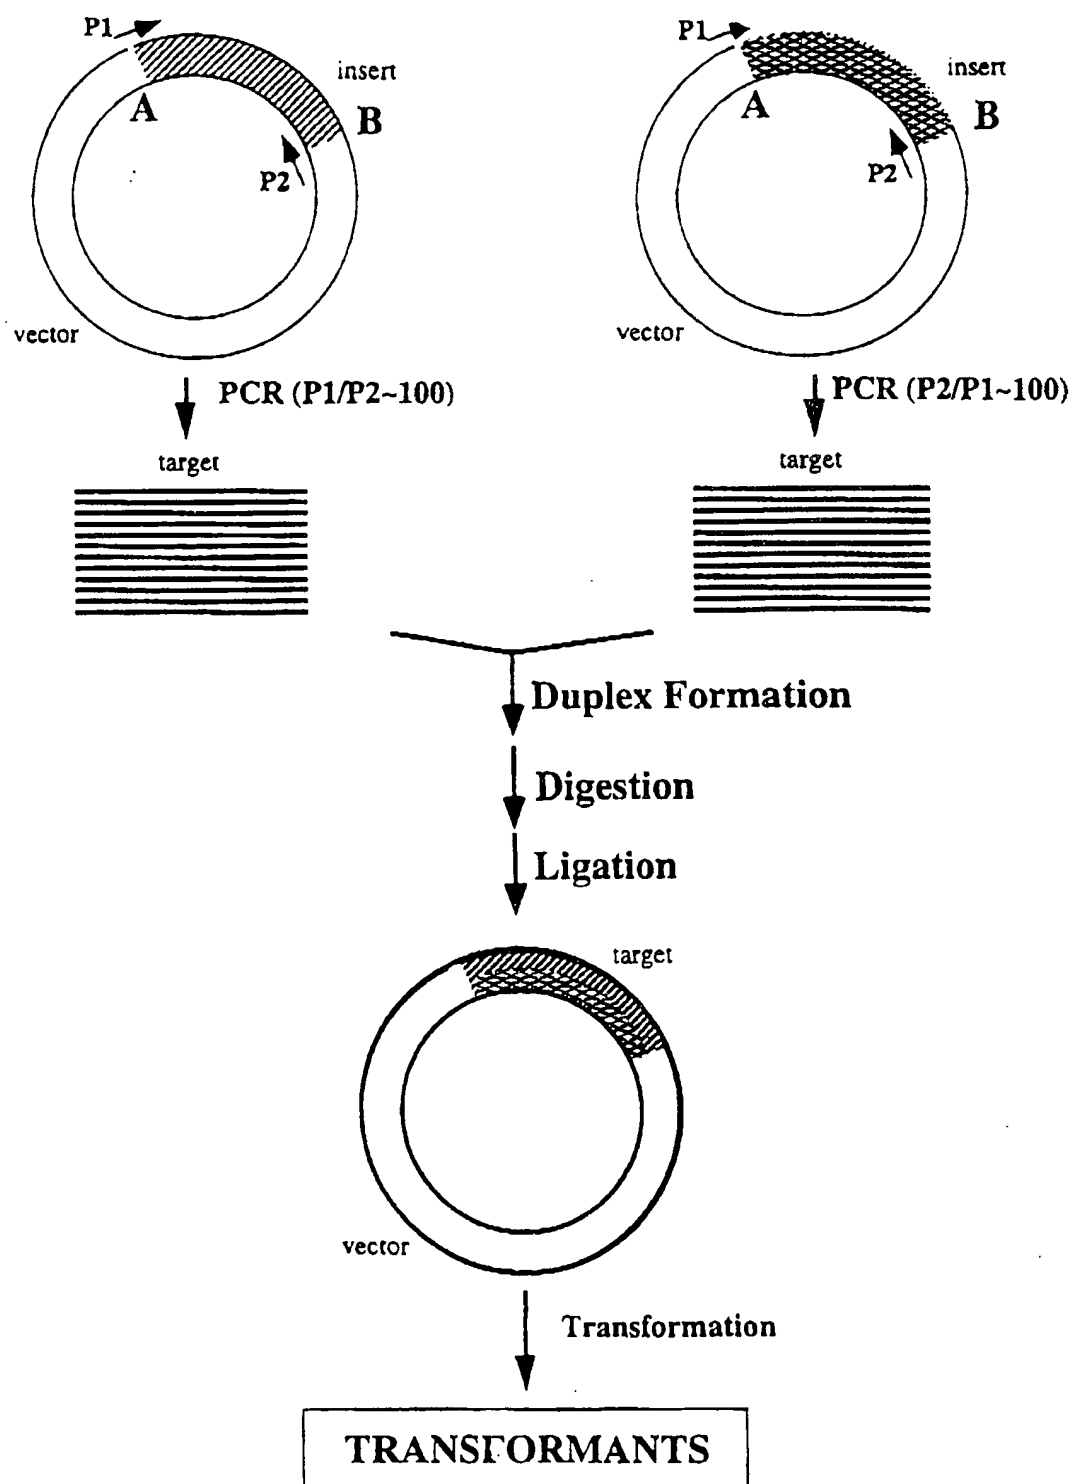 P1
insert
A
B
P2
vector
PCR (P1/P2~100)
target
P1
insert
A
B
P2
vector
PCR (P2/P1~100)
target
Duplex Formation
Digestion
Ligation
target
vector
Transformation
TRANSFORMANTS